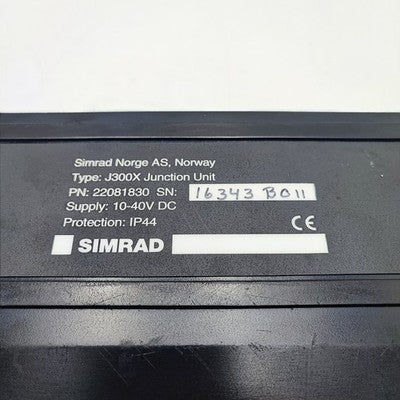 Simrad Norge AS, Norway
Type: J300X Junction Unit
PN: 22081830 SN: 16343 B011
Supply: 10-40V DC
Protection: IP44
CE
SIMRAD